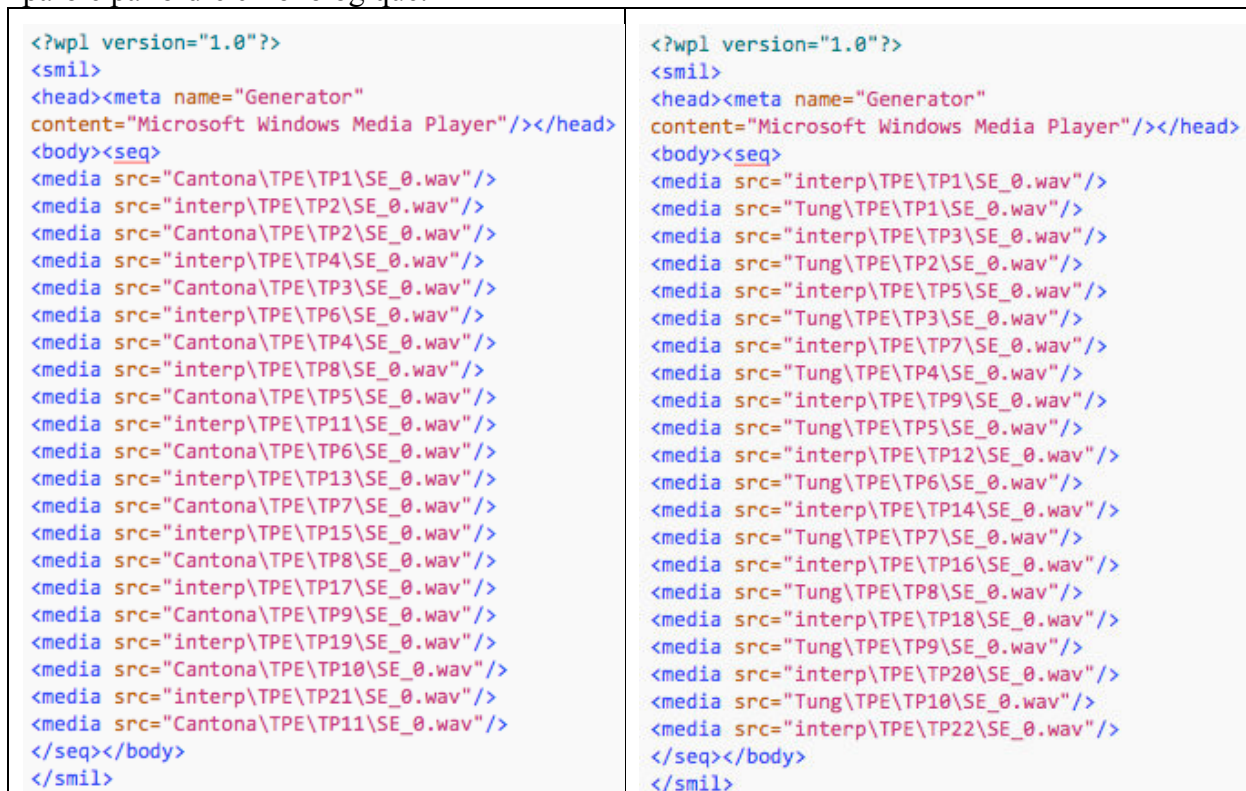 <?wpl version="1.0"?>
<smil>
<head><meta name="Generator"
content="Microsoft Windows Media Player"/></head>
<body><seq>
<media src="Cantona\TPE\TP1\SE_0.wav"/>
<media src="interp\TPE\TP2\SE_0.wav"/>
<media src="Cantona\TPE\TP2\SE_0.wav"/>
<media src="interp\TPE\TP4\SE_0.wav"/>
<media src="Cantona\TPE\TP3\SE_0.wav"/>
<media src="interp\TPE\TP6\SE_0.wav"/>
<media src="Cantona\TPE\TP4\SE_0.wav"/>
<media src="interp\TPE\TP8\SE_0.wav"/>
<media src="Cantona\TPE\TP5\SE_0.wav"/>
<media src="interp\TPE\TP11\SE_0.wav"/>
<media src="Cantona\TPE\TP6\SE_0.wav"/>
<media src="interp\TPE\TP13\SE_0.wav"/>
<media src="Cantona\TPE\TP7\SE_0.wav"/>
<media src="interp\TPE\TP15\SE_0.wav"/>
<media src="Cantona\TPE\TP8\SE_0.wav"/>
<media src="interp\TPE\TP17\SE_0.wav"/>
<media src="Cantona\TPE\TP9\SE_0.wav"/>
<media src="interp\TPE\TP19\SE_0.wav"/>
<media src="Cantona\TPE\TP10\SE_0.wav"/>
<media src="interp\TPE\TP21\SE_0.wav"/>
<media src="Cantona\TPE\TP11\SE_0.wav"/>
</seq></body>
</smil>
<?wpl version="1.0"?>
<smil>
<head><meta name="Generator"
content="Microsoft Windows Media Player"/></head>
<body><seq>
<media src="interp\TPE\TP1\SE_0.wav"/>
<media src="Tung\TPE\TP1\SE_0.wav"/>
<media src="interp\TPE\TP3\SE_0.wav"/>
<media src="Tung\TPE\TP2\SE_0.wav"/>
<media src="interp\TPE\TP5\SE_0.wav"/>
<media src="Tung\TPE\TP3\SE_0.wav"/>
<media src="interp\TPE\TP7\SE_0.wav"/>
<media src="Tung\TPE\TP4\SE_0.wav"/>
<media src="interp\TPE\TP9\SE_0.wav"/>
<media src="Tung\TPE\TP5\SE_0.wav"/>
<media src="interp\TPE\TP12\SE_0.wav"/>
<media src="Tung\TPE\TP6\SE_0.wav"/>
<media src="interp\TPE\TP14\SE_0.wav"/>
<media src="Tung\TPE\TP7\SE_0.wav"/>
<media src="interp\TPE\TP16\SE_0.wav"/>
<media src="Tung\TPE\TP8\SE_0.wav"/>
<media src="interp\TPE\TP18\SE_0.wav"/>
<media src="Tung\TPE\TP9\SE_0.wav"/>
<media src="interp\TPE\TP20\SE_0.wav"/>
<media src="Tung\TPE\TP10\SE_0.wav"/>
<media src="interp\TPE\TP22\SE_0.wav"/>
</seq></body>
</smil>